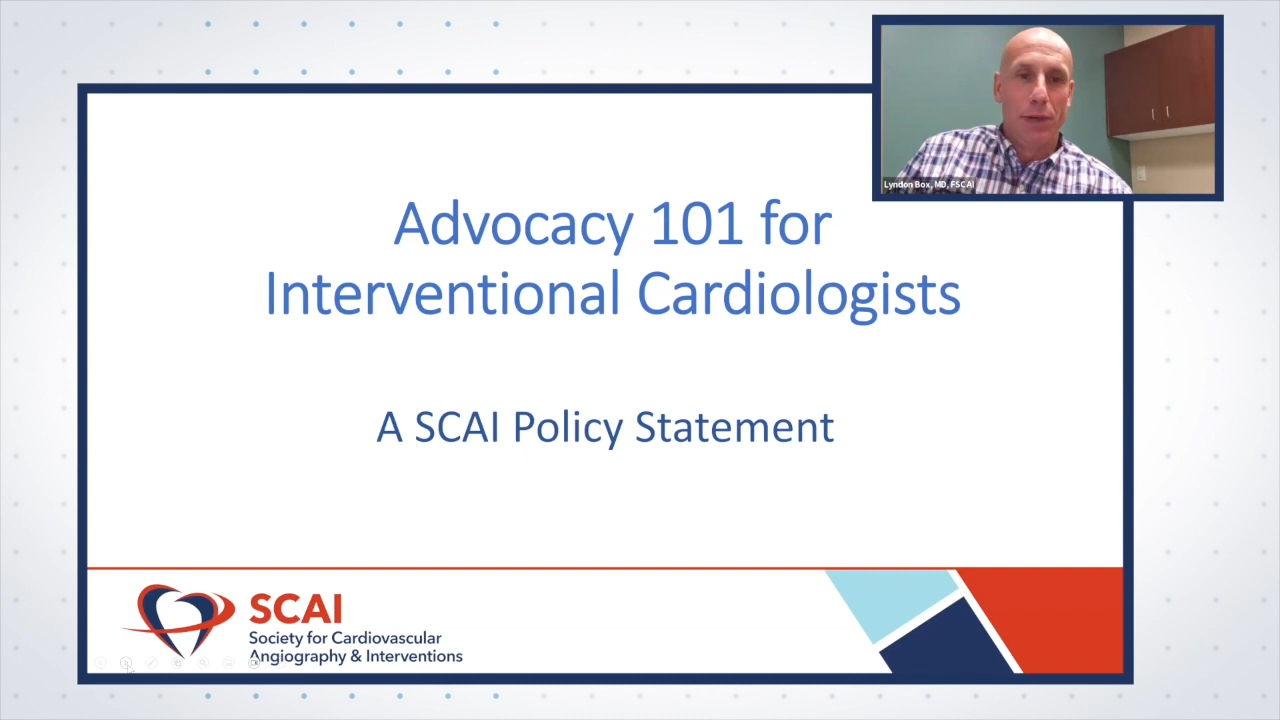 Lyndon Box, MD, FSCAI
Advocacy 101 for
Interventional Cardiologists
A SCAI Policy Statement
SCAI
Society for Cardiovascular
Angiography & Interventions